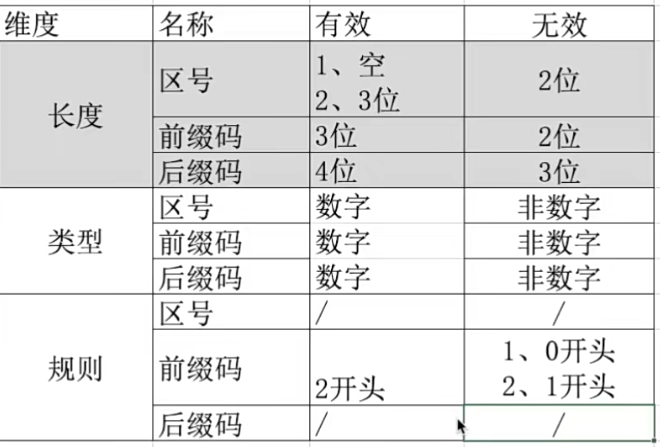 维度 名称 有效 无效
长度 区号 1、空
2、3位 2位
前缀码 3位 2位
后缀码 4位 3位
类型 区号 数字 非数字
前缀码 数字 非数字
后缀码 数字 非数字
规则 区号 / /
前缀码 2开头 1、0开头
2、1开头
后缀码 / /